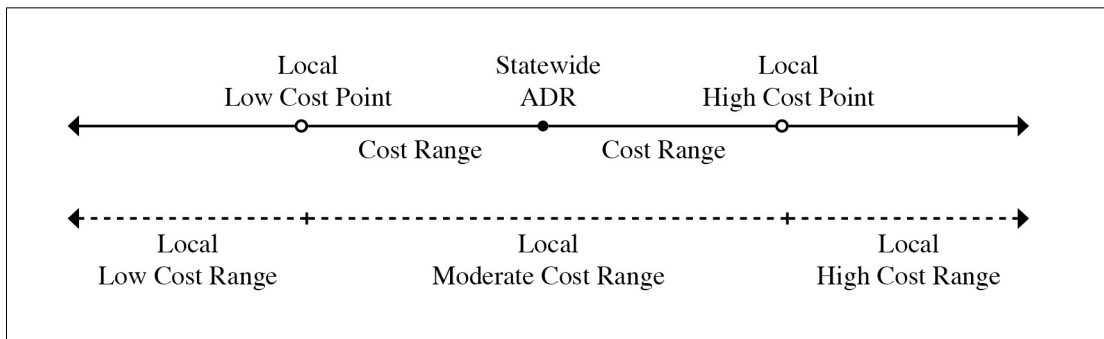 Local
Low Cost Point
Statewide
ADR
Local
High Cost Point
Cost Range
Cost Range
Local
Low Cost Range
Local
Moderate Cost Range
Local
High Cost Range